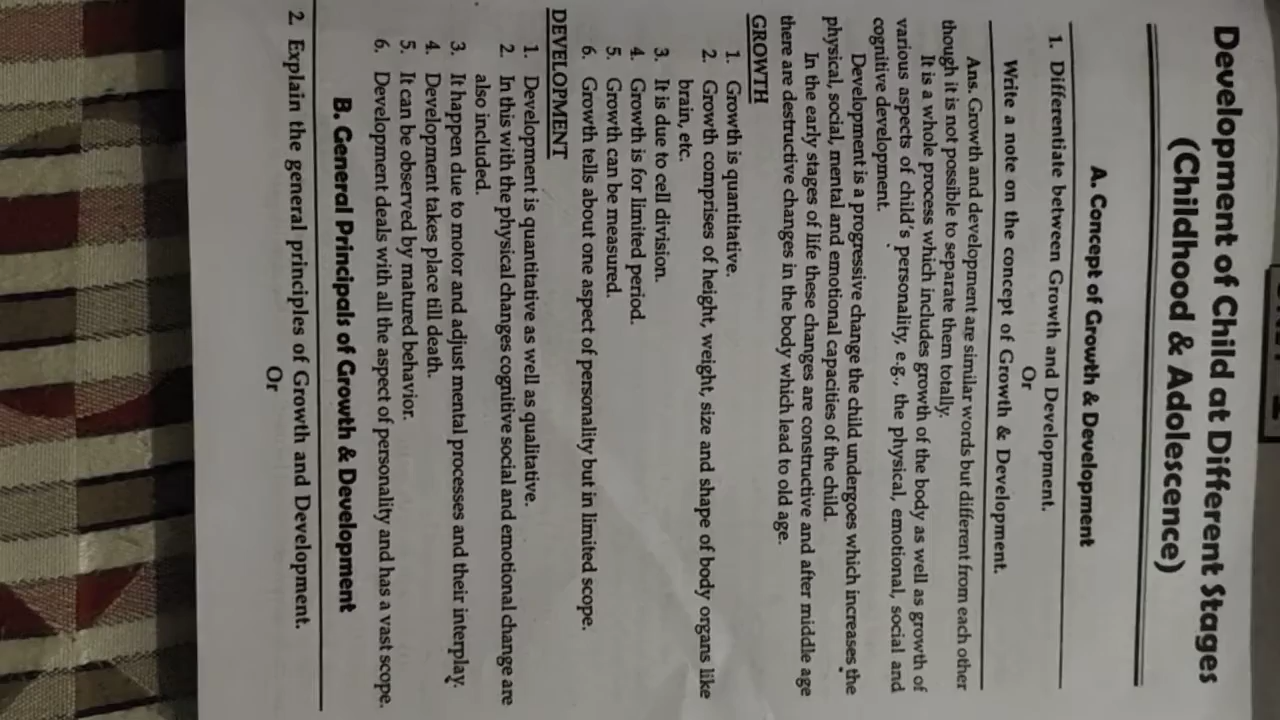 Development of Child at Different Stages
(Childhood & Adolescence)
A. Concept of Growth & Development
1. Differentiate between Growth and Development.
Or
Write a note on the concept of Growth & Development.
Ans. Growth and development are similar words but different from each other
though it is not possible to separate them totally.
It is a whole process which includes growth of the body as well as growth of
various aspects of child's personality, e.g., the physical, emotional, social and
cognitive development.
Development is a progressive change the child undergoes which increases the
physical, social, mental and emotional capacities of the child.
In the early stages of life these changes are constructive and after middle age
there are destructive changes in the body which lead to old age.
GROWTH
1. Growth is quantitative.
2. Growth comprises of height, weight, size and shape of body organs like
brain, etc.
3. It is due to cell division.
4. Growth is for limited period.
5. Growth can be measured.
6. Growth tells about one aspect of personality but in limited scope.
DEVELOPMENT
1. Development is quantitative as well as qualitative.
2. In this with the physical changes cognitive social and emotional change are
also included.
3. It happen due to motor and adjust mental processes and their interplay.
4. Development takes place till death.
5. It can be observed by matured behavior.
6. Development deals with all the aspect of personality and has a vast scope.
B. General Principals of Growth & Development
2. Explain the general principles of Growth and Development.
Or